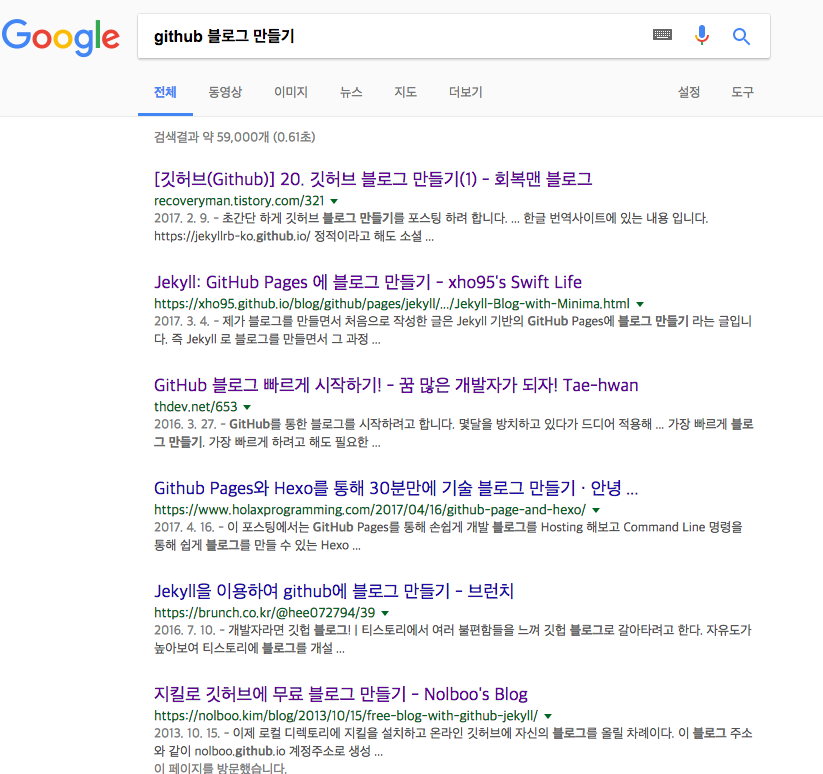 Google
github 블로그 만들기
전체 동영상 이미지 뉴스 지도 더보기 설정 도구
검색결과 약 59,000개 (0.61초)
[깃허브(Github)] 20. 깃허브 블로그 만들기(1) - 회복맨 블로그
recoveryman.tistory.com/321
2017. 2. 9. - 초간단 하게 깃허브 블로그 만들기를 포스팅 하려 합니다. ... 한글 번역사이트에 있는 내용 입니다.
https://jekyllrb-ko.github.io/ 정적이라고 해도 소셜 ...
Jekyll: GitHub Pages 에 블로그 만들기 - xho95's Swift Life
https://xho95.github.io/blog/github/pages/jekyll/.../Jekyll-Blog-with-Minima.html
2017. 3. 4. - 제가 블로그를 만들면서 처음으로 작성한 글은 Jekyll 기반의 GitHub Pages에 블로그 만들기 라는 글입니
다. 즉 Jekyll 로 블로그를 만들면서 그 과정 ...
GitHub 블로그 빠르게 시작하기! - 꿈 많은 개발자가 되자! Tae-hwan
thdev.net/653
2016. 3. 27. - GitHub를 통한 블로그를 시작하려고 합니다. 몇달을 방치하고 있다가 드디어 적용해 ... 가장 빠르게 블로
그 만들기. 가장 빠르게 하려고 해도 필요한 ...
Github Pages와 Hexo를 통해 30분만에 기술 블로그 만들기 · 안녕 ...
https://www.holaxprogramming.com/2017/04/16/github-page-and-hexo/
2017. 4. 16. - 이 포스팅에서는 GitHub Pages를 통해 손쉽게 개발 블로그를 Hosting 해보고 Command Line 명령을
통해 쉽게 블로그를 만들 수 있는 Hexo ...
Jekyll을 이용하여 github에 블로그 만들기 - 브런치
https://brunch.co.kr/@hee072794/39
2016. 7. 10. - 개발자라면 깃헙 블로그! | 티스토리에서 여러 불편함들을 느껴 깃헙 블로그로 갈아타려고 한다. 자유도가
높아보여 티스토리에 블로그를 개설 ...
지킬로 깃허브에 무료 블로그 만들기 - Nolboo's Blog
https://nolboo.kim/blog/2013/10/15/free-blog-with-github-jekyll/
2013. 10. 15. - 이제 로컬 디렉토리에 지킬을 설치하고 온라인 깃허브에 자신의 블로그를 올릴 차례이다. 이 블로그 주소
와 같이 nolboo.github.io 계정주소로 생성 ...
이 페이지를 방문했습니다.